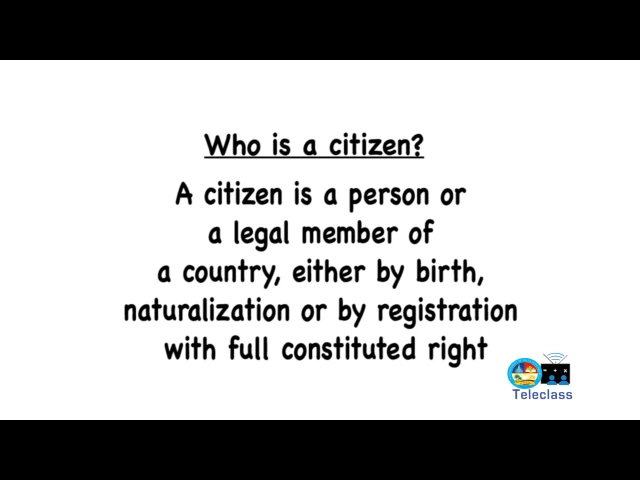 Who is a citizen?
A citizen is a person or
a legal member of
a country, either by birth,
naturalization or by registration
with full constituted right
Teleclass